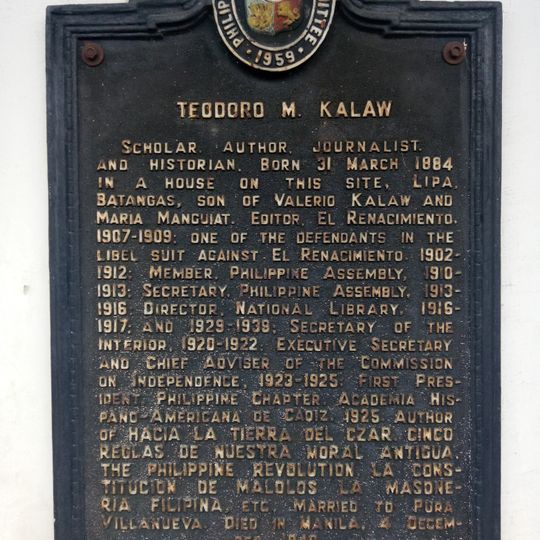 PHILIP
TTEE
1959
TEODORO M. KALAW
SCHOLAR, AUTHOR, JOURNALIST,
AND HISTORIAN. BORN 31 MARCH 1884
IN A HOUSE ON THIS SITE, LIPA,
BATANGAS, SON OF VALERIO KALAW AND
MARIA MANGUIAT. EDITOR, EL RENACIMIENTO,
1907-1909; ONE OF THE DEFENDANTS IN THE
LIBEL SUIT AGAINST EL RENACIMIENTO, 1902-
1912; MEMBER, PHILIPPINE ASSEMBLY, 1910-
1913; SECRETARY, PHILIPPINE ASSEMBLY, 1913-
1916; DIRECTOR, NATIONAL LIBRARY, 1916-
1917; AND 1929-1939; SECRETARY OF THE
INTERIOR, 1920-1922; EXECUTIVE SECRETARY
AND CHIEF ADVISER OF THE COMMISSION
ON INDEPENDENCE, 1923-1925; FIRST PRES-
IDENT, PHILIPPINE CHAPTER, ACADEMIA HIS-
PANO-AMERICANA DE CADIZ, 1925. AUTHOR
OF HACIA LA TIERRA DEL CZAR, CINCO
REGLAS DE NUESTRA MORAL ANTIGUA,
THE PHILIPPINE REVOLUTION, LA CONS-
TITUCION DE MALOLOS, LA MASONE-
RIA FILIPINA, ETC. MARRIED TO PURA
VILLANUEVA. DIED IN MANILA, 4 DECEM-